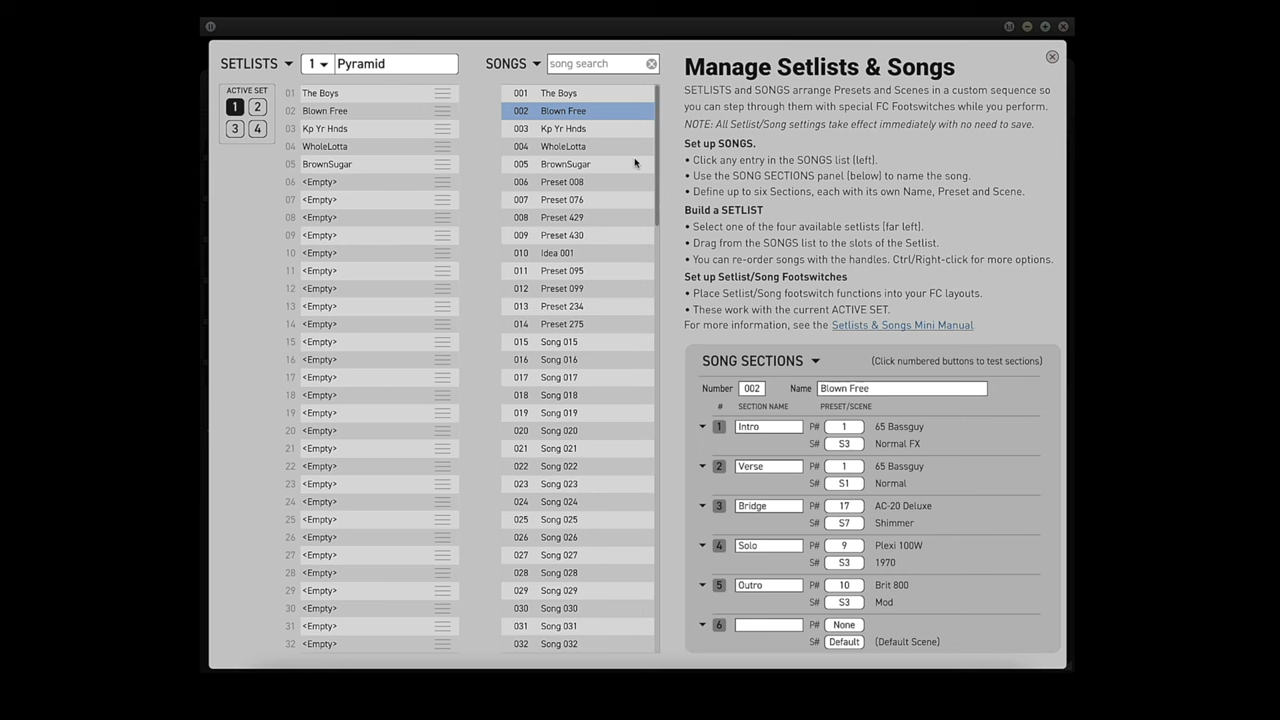 SETLISTS 1 Pyramid
ACTIVE SET
1 2
3 4
01 The Boys
02 Blown Free
03 Kp Yr Hnds
04 WholeLotta
05 BrownSugar
06 <Empty>
07 <Empty>
08 <Empty>
09 <Empty>
10 <Empty>
11 <Empty>
12 <Empty>
13 <Empty>
14 <Empty>
15 <Empty>
16 <Empty>
17 <Empty>
18 <Empty>
19 <Empty>
20 <Empty>
21 <Empty>
22 <Empty>
23 <Empty>
24 <Empty>
25 <Empty>
26 <Empty>
27 <Empty>
28 <Empty>
29 <Empty>
30 <Empty>
31 <Empty>
32 <Empty>
SONGS song search
001 The Boys
002 Blown Free
003 Kp Yr Hnds
004 WholeLotta
005 BrownSugar
006 Preset 008
007 Preset 076
008 Preset 429
009 Preset 430
010 Idea 001
011 Preset 095
012 Preset 099
013 Preset 234
014 Preset 275
015 Song 015
016 Song 016
017 Song 017
018 Song 018
019 Song 019
020 Song 020
021 Song 021
022 Song 022
023 Song 023
024 Song 024
025 Song 025
026 Song 026
027 Song 027
028 Song 028
029 Song 029
030 Song 030
031 Song 031
032 Song 032
Manage Setlists & Songs
SETLISTS and SONGS arrange Presets and Scenes in a custom sequence so
you can step through them with special FC Footswitches while you perform.
NOTE: All Setlist/Song settings take effect immediately with no need to save.
Set up SONGS.
• Click any entry in the SONGS list (left).
• Use the SONG SECTIONS panel (below) to name the song.
• Define up to six Sections, each with its own Name, Preset and Scene.
Build a SETLIST
• Select one of the four available setlists (far left).
• Drag from the SONGS list to the slots of the Setlist.
• You can re-order songs with the handles. Ctrl/Right-click for more options.
Set up Setlist/Song Footswitches
• Place Setlist/Song footswitch functions into your FC layouts.
• These work with the current ACTIVE SET.
For more information, see the Setlists & Songs Mini Manual
SONG SECTIONS (Click numbered buttons to test sections)
Number 002 Name Blown Free
# SECTION NAME PRESET/SCENE
1 Intro P# 1 65 Bassguy
S# S3 Normal FX
2 Verse P# 1 65 Bassguy
S# S1 Normal
3 Bridge P# 17 AC-20 Deluxe
S# S7 Shimmer
4 Solo P# 9 Plexi 100W
S# S3 1970
5 Outro P# 10 Brit 800
S# S3 Mod
6 P# None
S# Default (Default Scene)